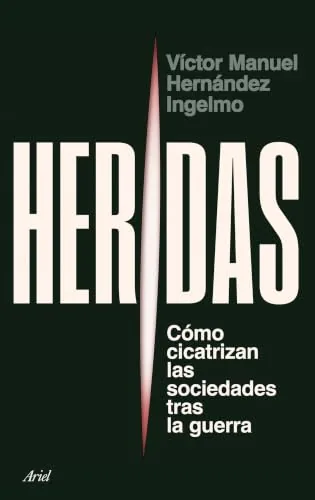 Víctor Manuel
Hernández
Ingelmo
HERIDAS
Cómo
cicatrizan
las
sociedades
tras
la guerra
Ariel